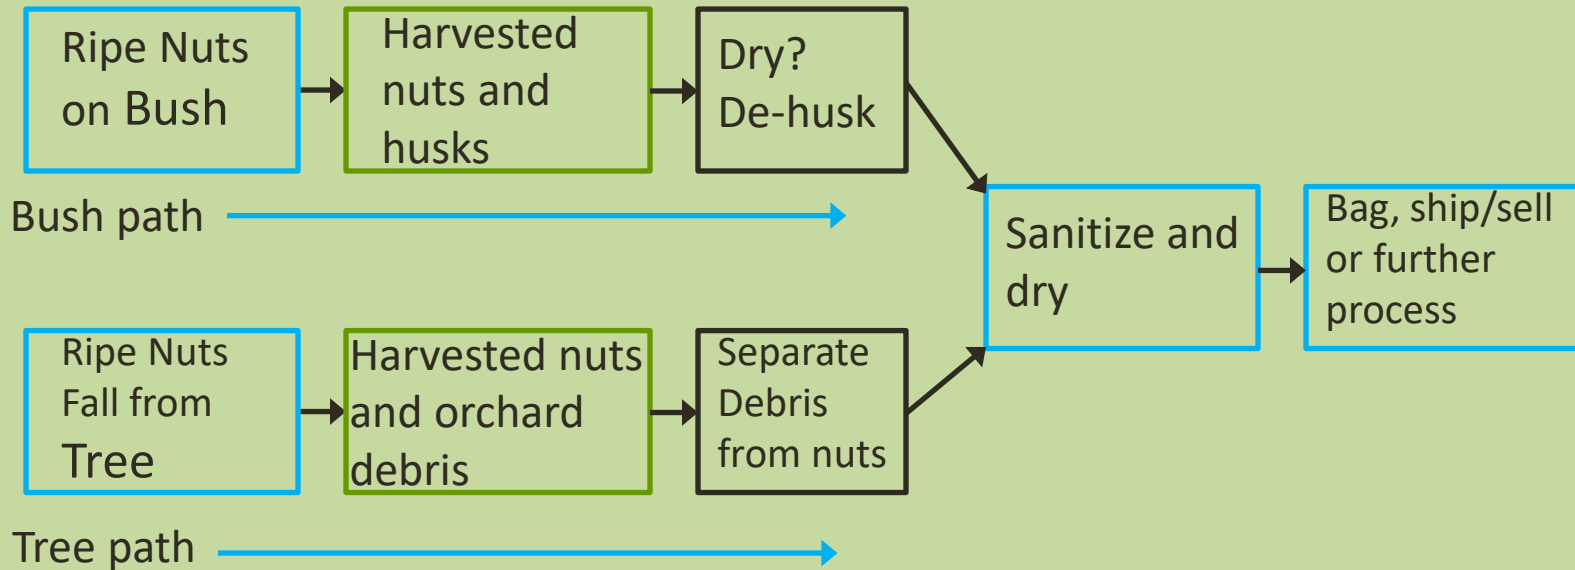 Ripe Nuts
on Bush
Harvested
nuts and
husks
Dry?
De-husk
Bush path
Sanitize and
dry
Bag, ship/sell
or further
process
Ripe Nuts
Fall from
Tree
Harvested nuts
and orchard
debris
Separate
Debris
from nuts
Tree path